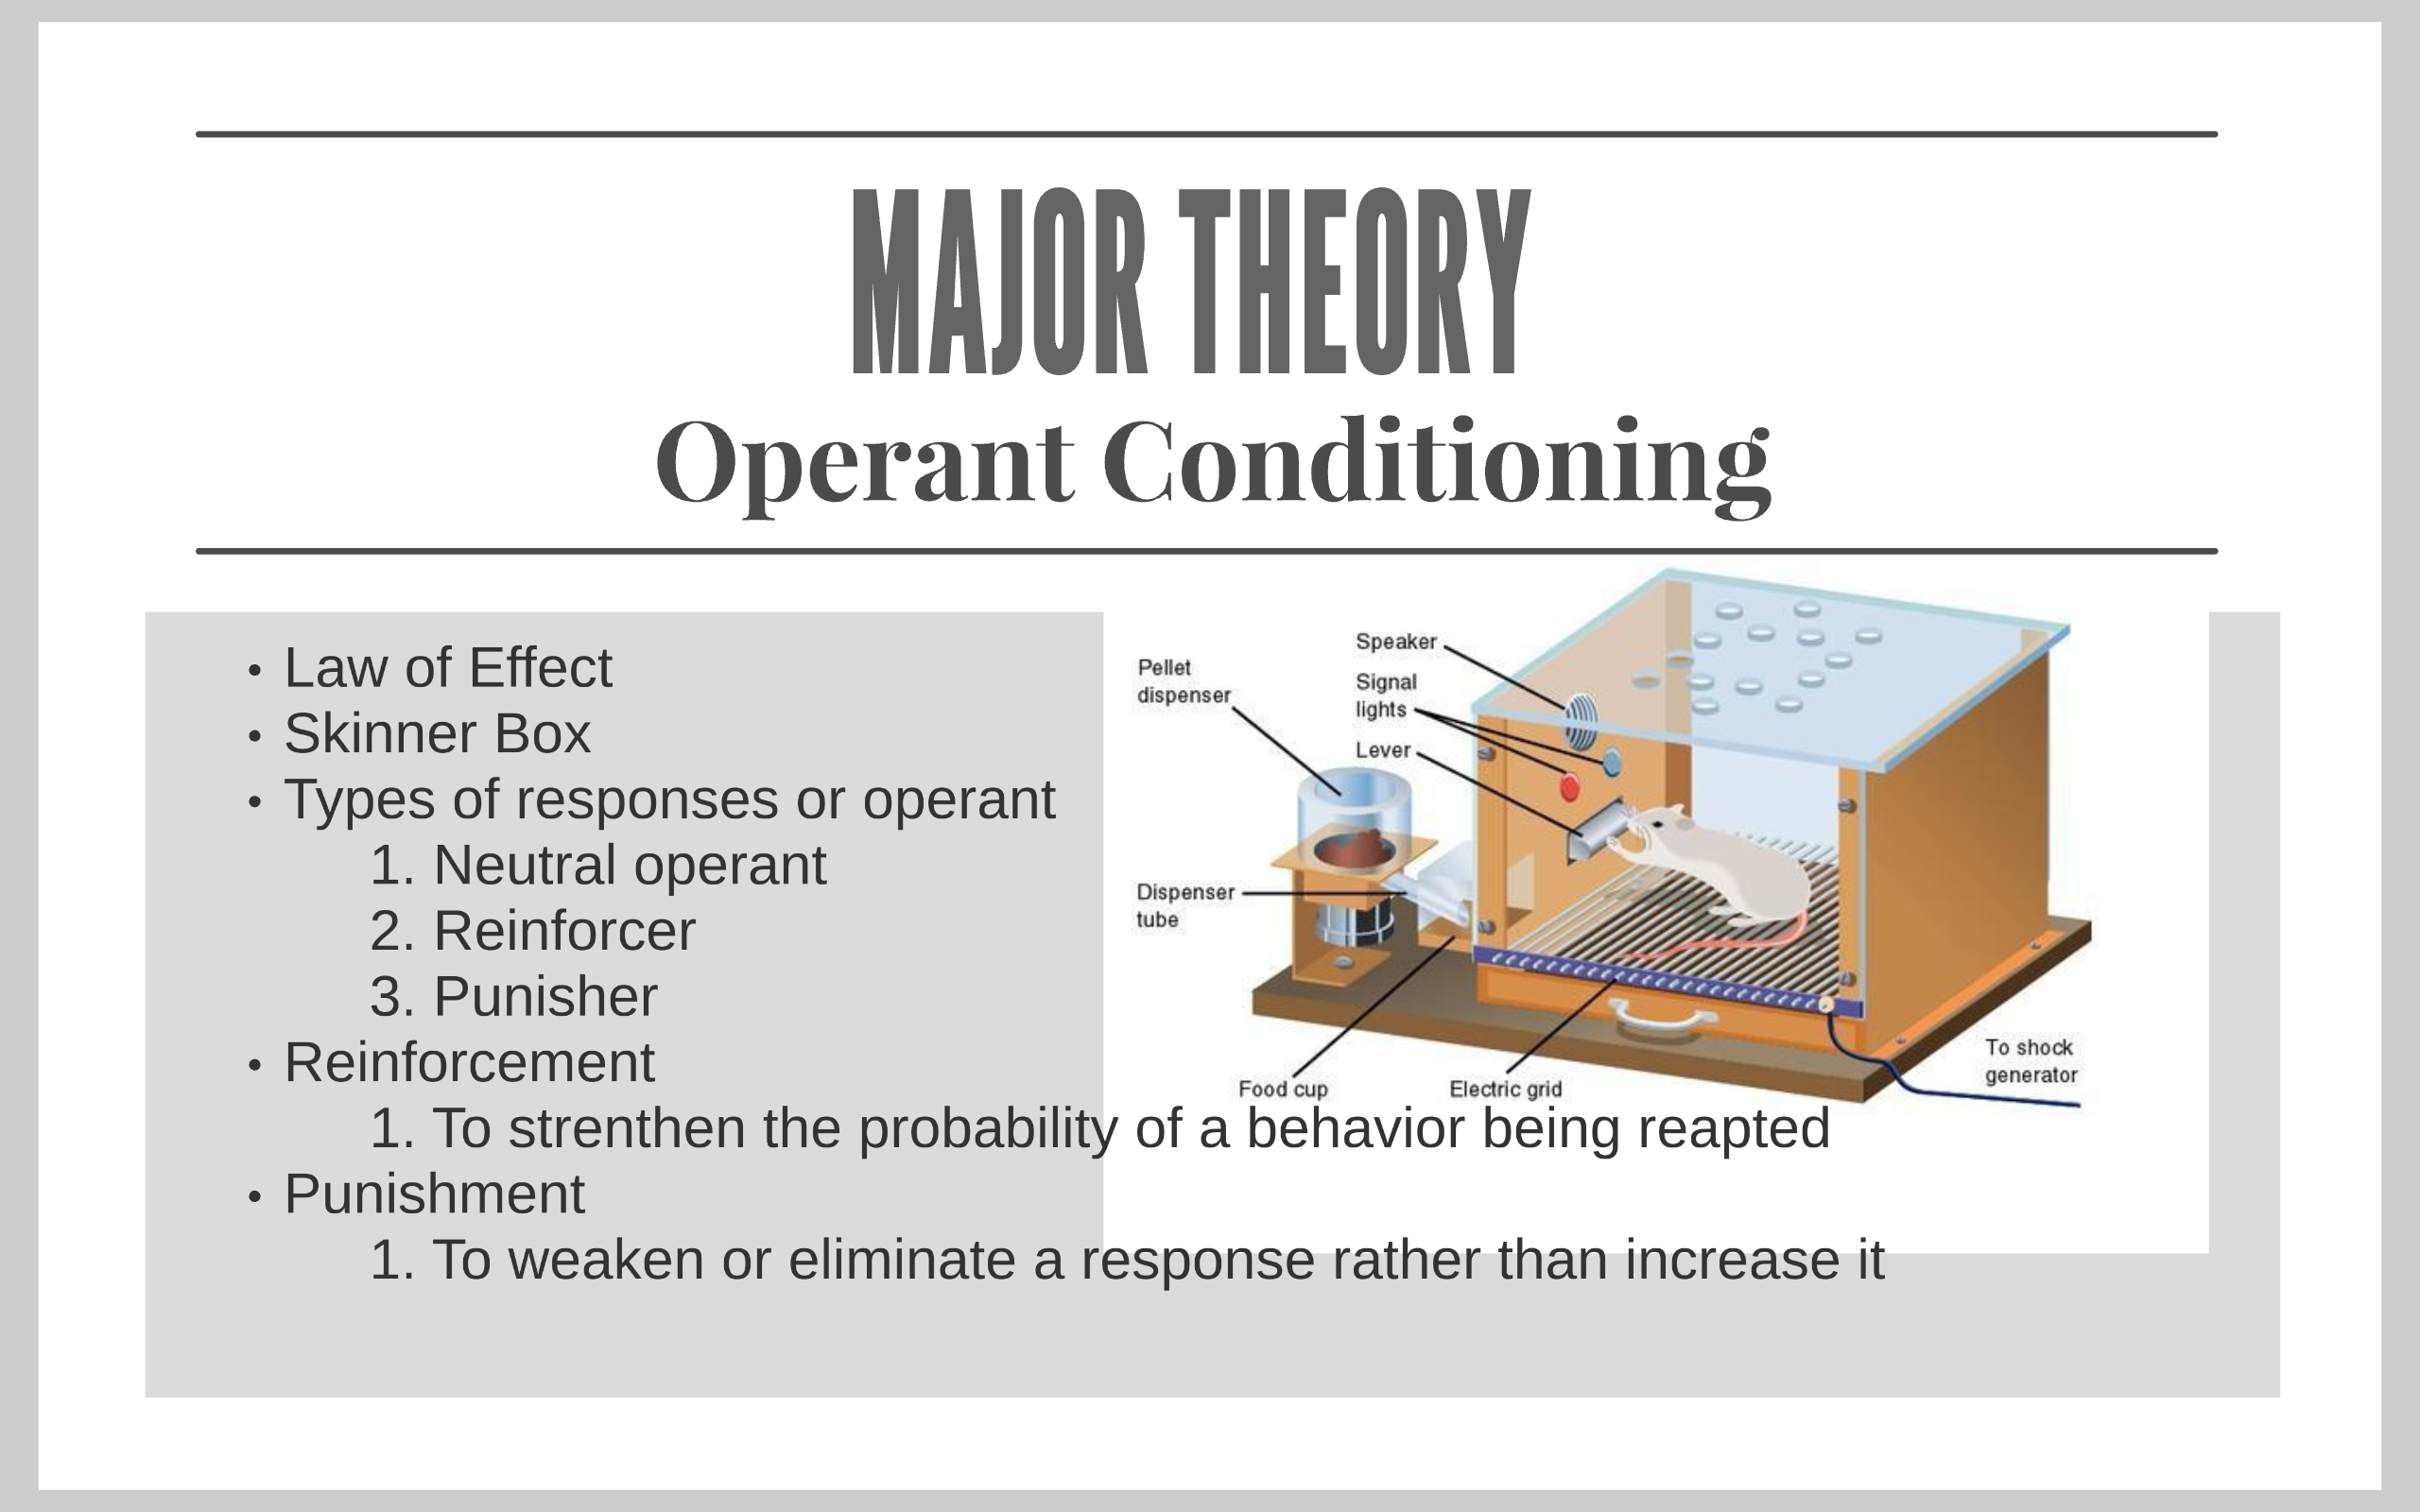 MAJOR THEORY
Operant Conditioning
• Law of Effect
• Skinner Box
• Types of responses or operant
1. Neutral operant
2. Reinforcer
3. Punisher
• Reinforcement
1. To strenthen the probability of a behavior being reapted
• Punishment
1. To weaken or eliminate a response rather than increase it
Speaker
Pellet
dispenser
Signal
lights
Lever
Dispenser
tube
Food cup
Electric grid
To shock
generator